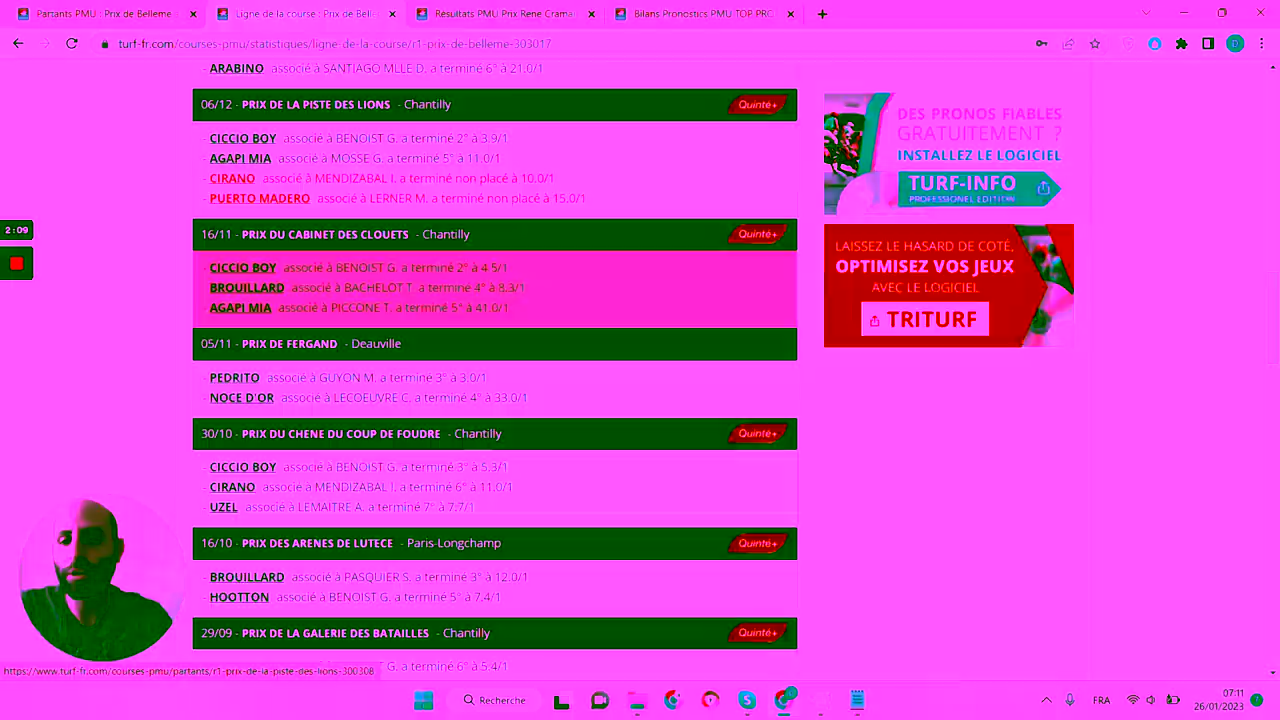 Partants PMU : Prix de Belleme
Ligne de la course : Prix de Belle
Résultats PMU Prix Rene Crama
Bilans Pronostics PMU TOP PRO
turf-fr.com/courses-pmu/statistiques/ligne-de-la-course/r1-prix-de-belleme-303017
- ARABINO associé à SANTIAGO MLLE D. a terminé 6° à 21.0/1
06/12 - PRIX DE LA PISTE DES LIONS - Chantilly Quinté+
- CICCIO BOY associé à BENOIST G. a terminé 2° à 3.9/1
- AGAPI MIA associé à MOSSE G. a terminé 5° à 11.0/1
- CIRANO associé à MENDIZABAL I. a terminé non placé à 10.0/1
- PUERTO MADERO associé à LERNER M. a terminé non placé à 15.0/1
16/11 - PRIX DU CABINET DES CLOUETS - Chantilly Quinté+
- CICCIO BOY associé à BENOIST G. a terminé 2° à 4.5/1
- BROUILLARD associé à BACHELOT T. a terminé 4° à 8.3/1
- AGAPI MIA associé à PICCONE T. a terminé 5° à 41.0/1
05/11 - PRIX DE FERGAND - Deauville
- PEDRITO associé à GUYON M. a terminé 3° à 3.0/1
- NOCE D'OR associé à LECOEUVRE C. a terminé 4° à 33.0/1
30/10 - PRIX DU CHENE DU COUP DE FOUDRE - Chantilly Quinté+
- CICCIO BOY associé à BENOIST G. a terminé 3° à 5.3/1
- CIRANO associé à MENDIZABAL I. a terminé 6° à 11.0/1
- UZEL associé à LEMAITRE A. a terminé 7° à 7.7/1
16/10 - PRIX DES ARENES DE LUTECE - Paris-Longchamp Quinté+
- BROUILLARD associé à PASQUIER S. a terminé 3° à 12.0/1
- HOOTTON associé à BENOIST G. a terminé 5° à 7.4/1
29/09 - PRIX DE LA GALERIE DES BATAILLES - Chantilly Quinté+
ST G. a terminé 6° à 5.4/1
DES PRONOS FIABLES
GRATUITEMENT ?
INSTALLEZ LE LOGICIEL
TURF-INFO
PROFESSIONEL EDITION
LAISSEZ LE HASARD DE COTÉ,
OPTIMISEZ VOS JEUX
AVEC LE LOGICIEL
TRITURF
2:09
https://www.turf-fr.com/courses-pmu/partants/r1-prix-de-la-piste-des-lions-300308
Recherche
FRA
07:11
26/01/2023